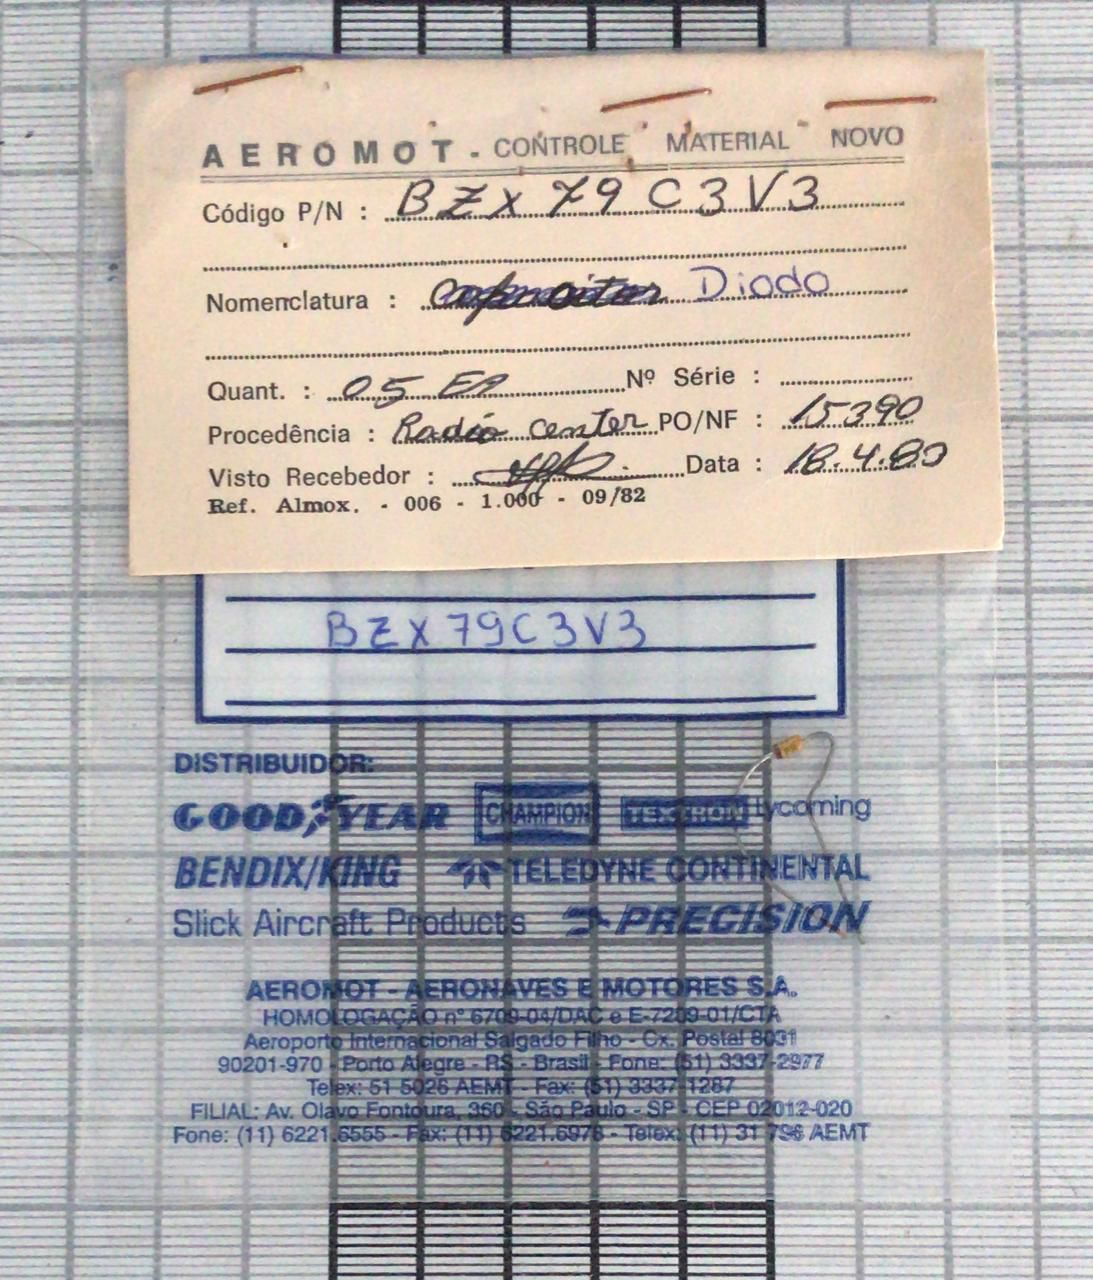 AEROMOT - CONTROLE MATERIAL NOVO
Código P/N : BZX79C3V3
Nomenclatura : Diodo
Quant. : 05 EA Nº Série :
Procedência : Radio center PO/NF : 15390
Visto Recebedor : Data : 18.4.
Ref. Almox. - 006 - 1.000 - 09/82
BZX79C3V3
DISTRIBUIDOR:
GOODYEAR CHAMPION TEXTRON Lycoming
BENDIX/KING TELEDYNE CONTINENTAL
Slick Aircraft Products PRECISION
AEROMOT - AERONAVES E MOTORES S.A.
HOMOLOGAÇÃO nº 6709-04/DAC e E-7209-01/CTA
Aeroporto Internacional Salgado Filho - Cx. Postal 8031
90201-970 - Porto Alegre - RS - Brasil - Fone: (51) 3337-2977
Telex: 51 5026 AEMT - Fax: (51) 3337 1287
FILIAL: Av. Olavo Fontoura, 360 - São Paulo - SP - CEP 02012-020
Fone: (11) 6221.6555 - Fax: (11) 6221.6978 - Telex: (11) 31 796 AEMT